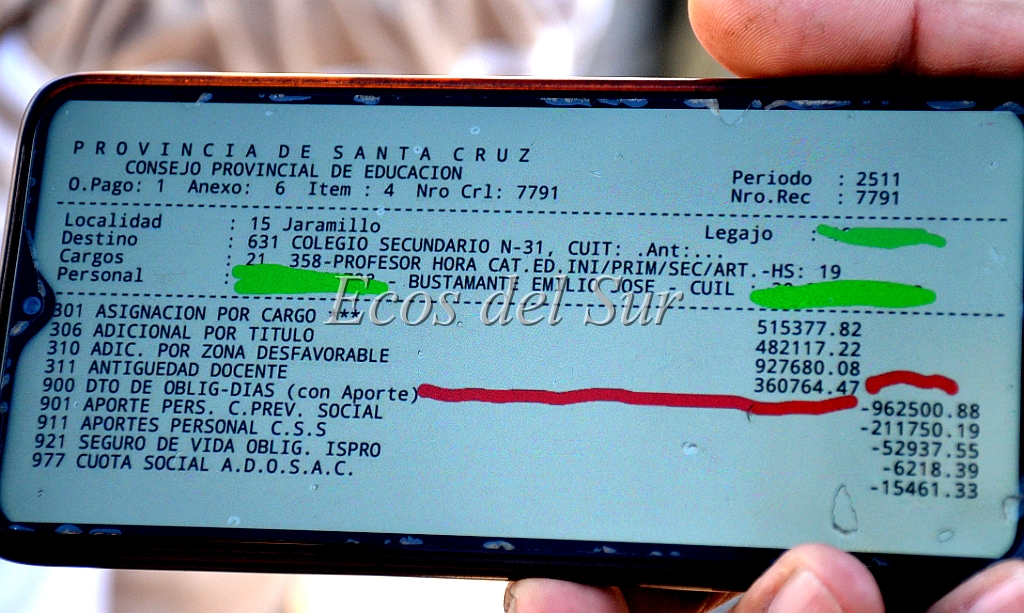 PROVINCIA DE SANTA CRUZ
CONSEJO PROVINCIAL DE EDUCACION
O.Pago: 1 Anexo: 6 Item : 4 Nro Crl: 7791
Periodo : 2511
Nro.Rec : 7791
Localidad : 15 Jaramillo
Legajo :
Destino : 631 COLEGIO SECUNDARIO N-31, CUIT: .Ant:...
Cargos : 21 358-PROFESOR HORA CAT.ED.INI/PRIM/SEC/ART.-HS: 19
Personal : - BUSTAMANTE EMILIO JOSE - CUIL :
Ecos del Sur
301 ASIGNACION POR CARGO *** 515377.82
306 ADICIONAL POR TITULO 482117.22
310 ADIC. POR ZONA DESFAVORABLE 927680.08
311 ANTIGUEDAD DOCENTE 360764.47
900 DTO DE OBLIG-DIAS (con Aporte) -962500.88
901 APORTE PERS. C.PREV. SOCIAL -211750.19
911 APORTES PERSONAL C.S.S -52937.55
921 SEGURO DE VIDA OBLIG. ISPRO -6218.39
977 CUOTA SOCIAL A.D.O.S.A.C. -15461.33